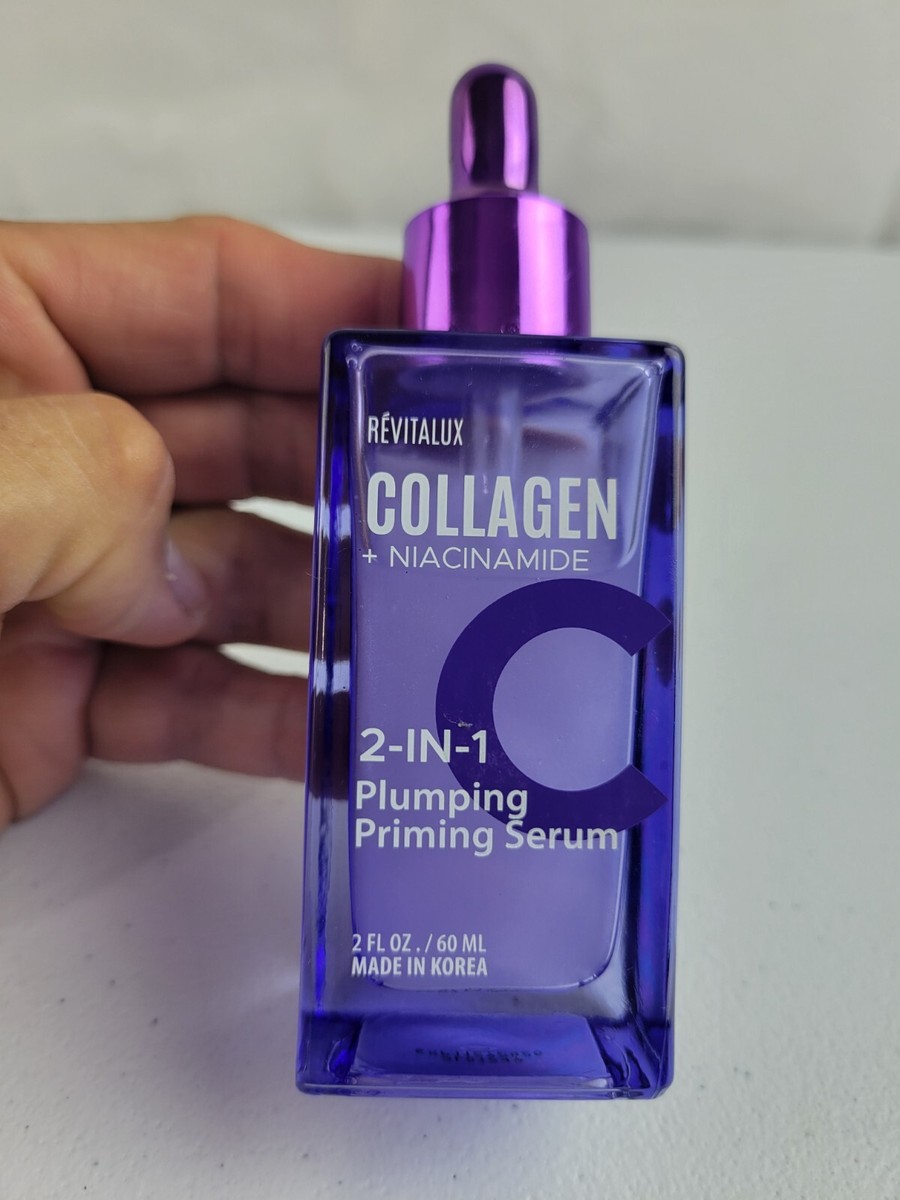 RÉVITALUX
COLLAGEN
+ NIACINAMIDE
C
2-IN-1
Plumping
Priming Serum
2 FL OZ . / 60 ML
MADE IN KOREA